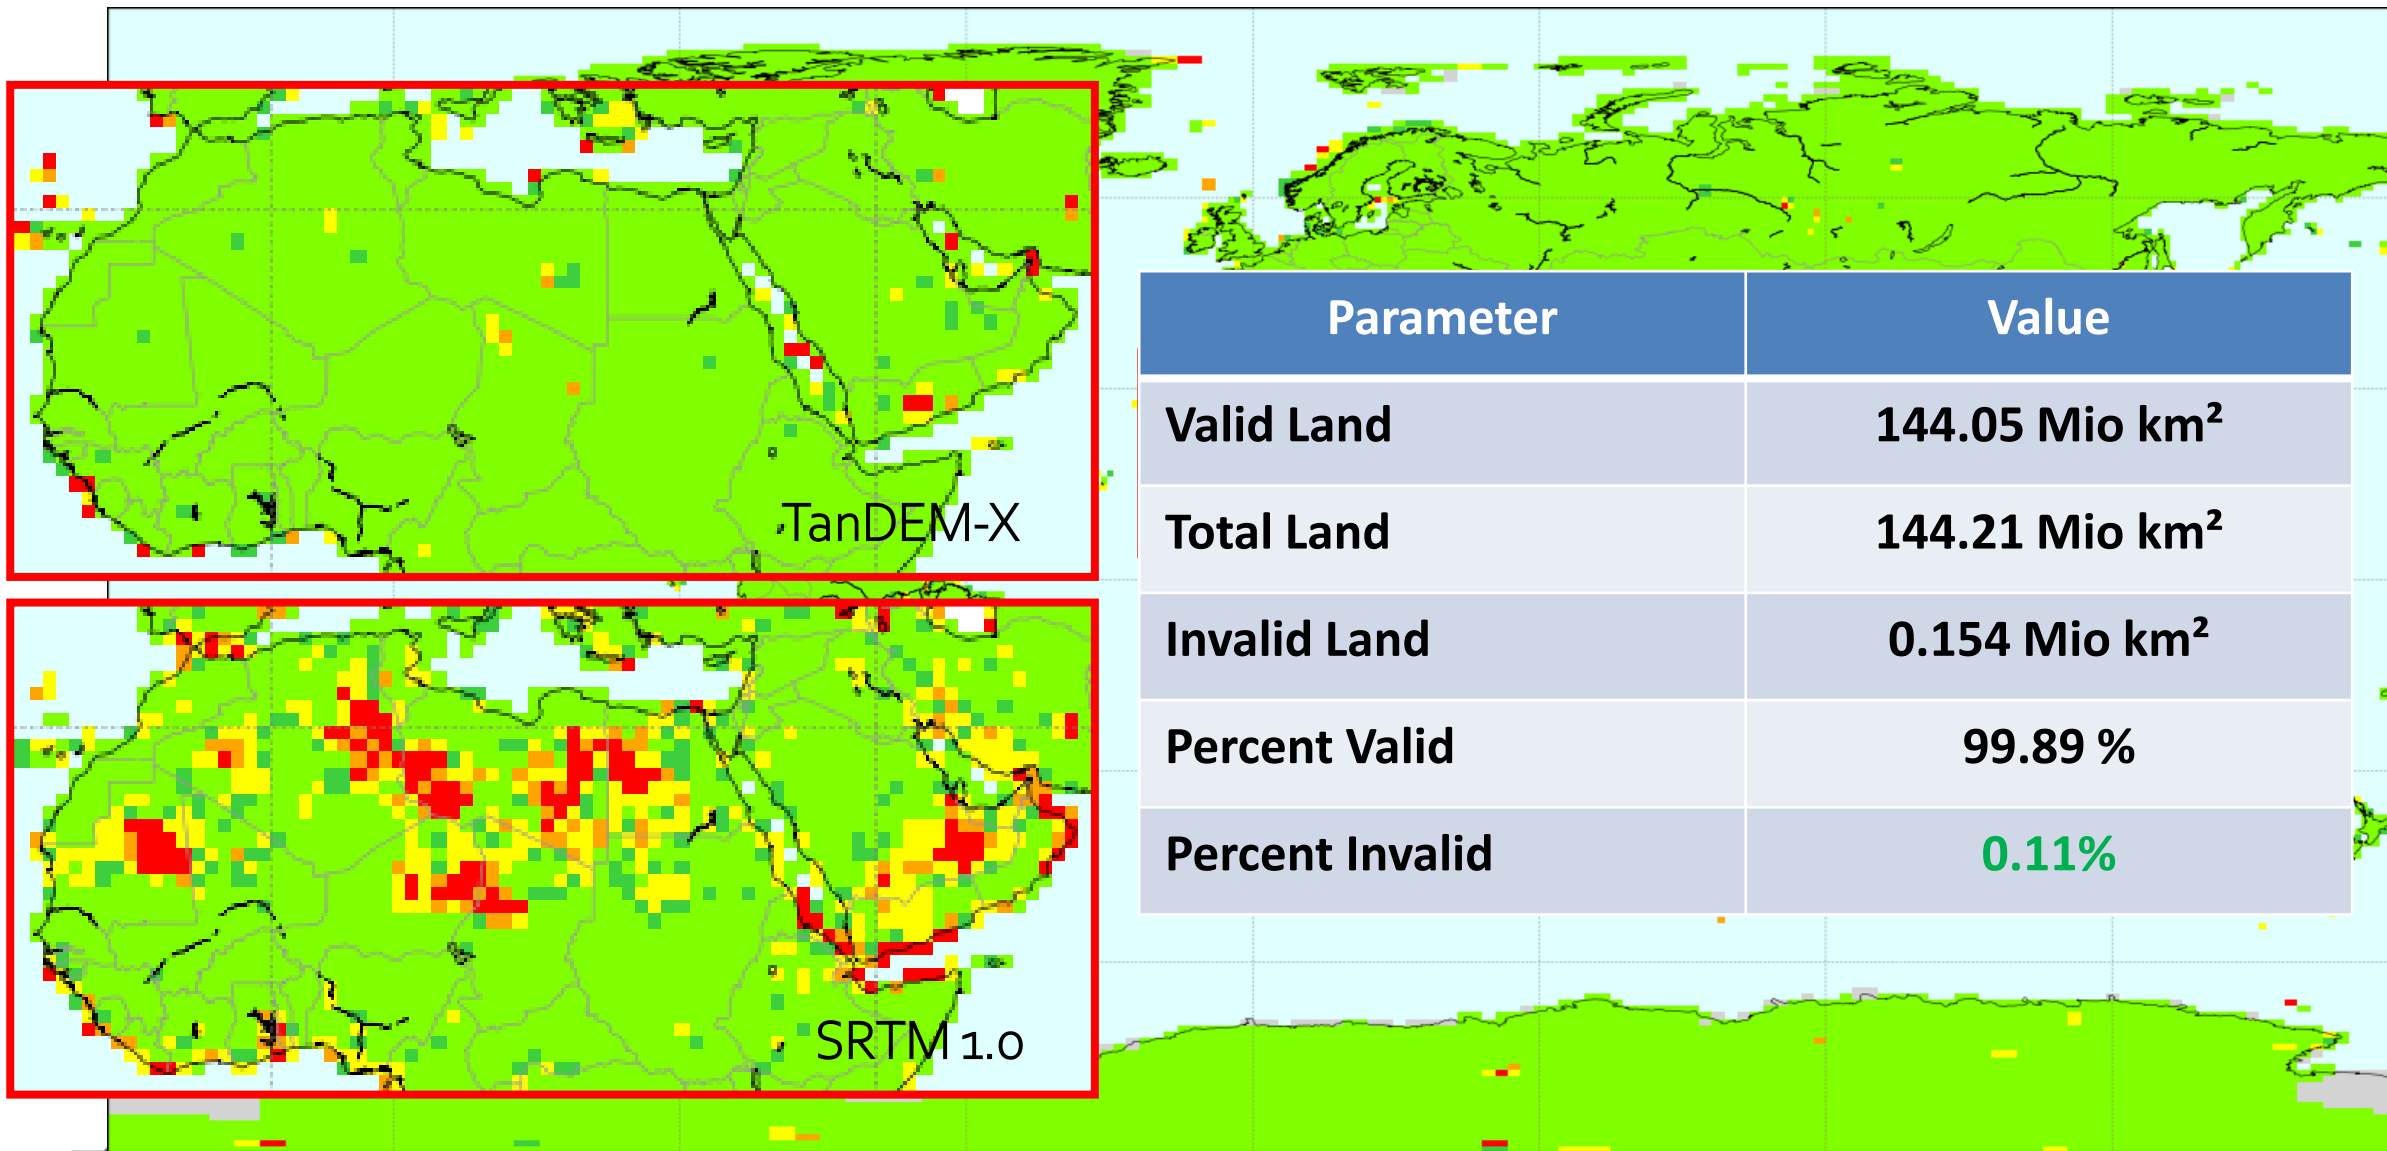 TanDEM-X
SRTM 1.0
Parameter Value
Valid Land 144.05 Mio km²
Total Land 144.21 Mio km²
Invalid Land 0.154 Mio km²
Percent Valid 99.89 %
Percent Invalid 0.11%